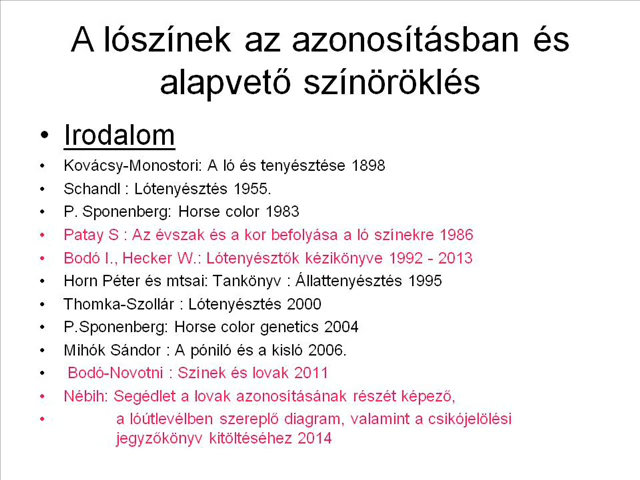 A lószínek az azonosításban és
alapvető színöröklés
• Irodalom
• Kovácsy-Monostori: A ló és tenyésztése 1898
• Schandl : Lótenyésztés 1955.
• P. Sponenberg: Horse color 1983
• Patay S : Az évszak és a kor befolyása a ló színekre 1986
• Bodó I., Hecker W.: Lótenyésztők kézikönyve 1992 - 2013
• Horn Péter és mtsai: Tankönyv : Állattenyésztés 1995
• Thomka-Szollár : Lótenyésztés 2000
• P.Sponenberg: Horse color genetics 2004
• Mihók Sándor : A póniló és a kisló 2006.
• Bodó-Novotni : Színek és lovak 2011
• Nébih: Segédlet a lovak azonosításának részét képező,
• a lóútlevélben szereplő diagram, valamint a csikójelölési
jegyzőkönyv kitöltéséhez 2014